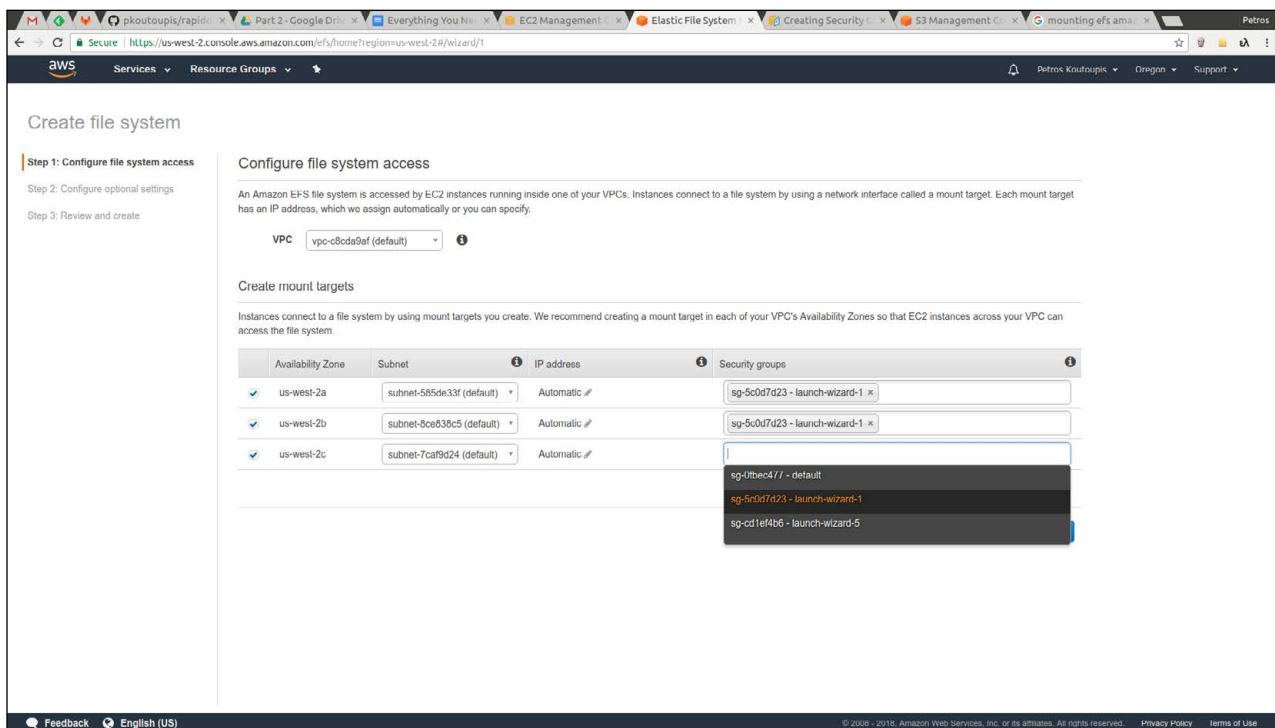 pkoutoupis/rapidd
Part 2 - Google Driv
Everything You Nee
EC2 Management C
Elastic File System
Creating Security G
S3 Management Co
mounting efs ama
Petros
Secure https://us-west-2.console.aws.amazon.com/efs/home?region=us-west-2#/wizard/1
aws Services Resource Groups Petros Koutoupis Oregon Support
Create file system
Step 1: Configure file system access
Step 2: Configure optional settings
Step 3: Review and create
Configure file system access
An Amazon EFS file system is accessed by EC2 instances running inside one of your VPCs. Instances connect to a file system by using a network interface called a mount target. Each mount target
has an IP address, which we assign automatically or you can specify.
VPC vpc-c8cda9af (default)
Create mount targets
Instances connect to a file system by using mount targets you create. We recommend creating a mount target in each of your VPC's Availability Zones so that EC2 instances across your VPC can
access the file system.
Availability Zone Subnet IP address Security groups
us-west-2a subnet-585de33f (default) Automatic sg-5c0d7d23 - launch-wizard-1 ×
us-west-2b subnet-8ce838c5 (default) Automatic sg-5c0d7d23 - launch-wizard-1 ×
us-west-2c subnet-7caf9d24 (default) Automatic
sg-0fbec477 - default
sg-5c0d7d23 - launch-wizard-1
sg-cd1ef4b6 - launch-wizard-5
Feedback English (US) © 2008 - 2018, Amazon Web Services, Inc. or its affiliates. All rights reserved. Privacy Policy Terms of Use